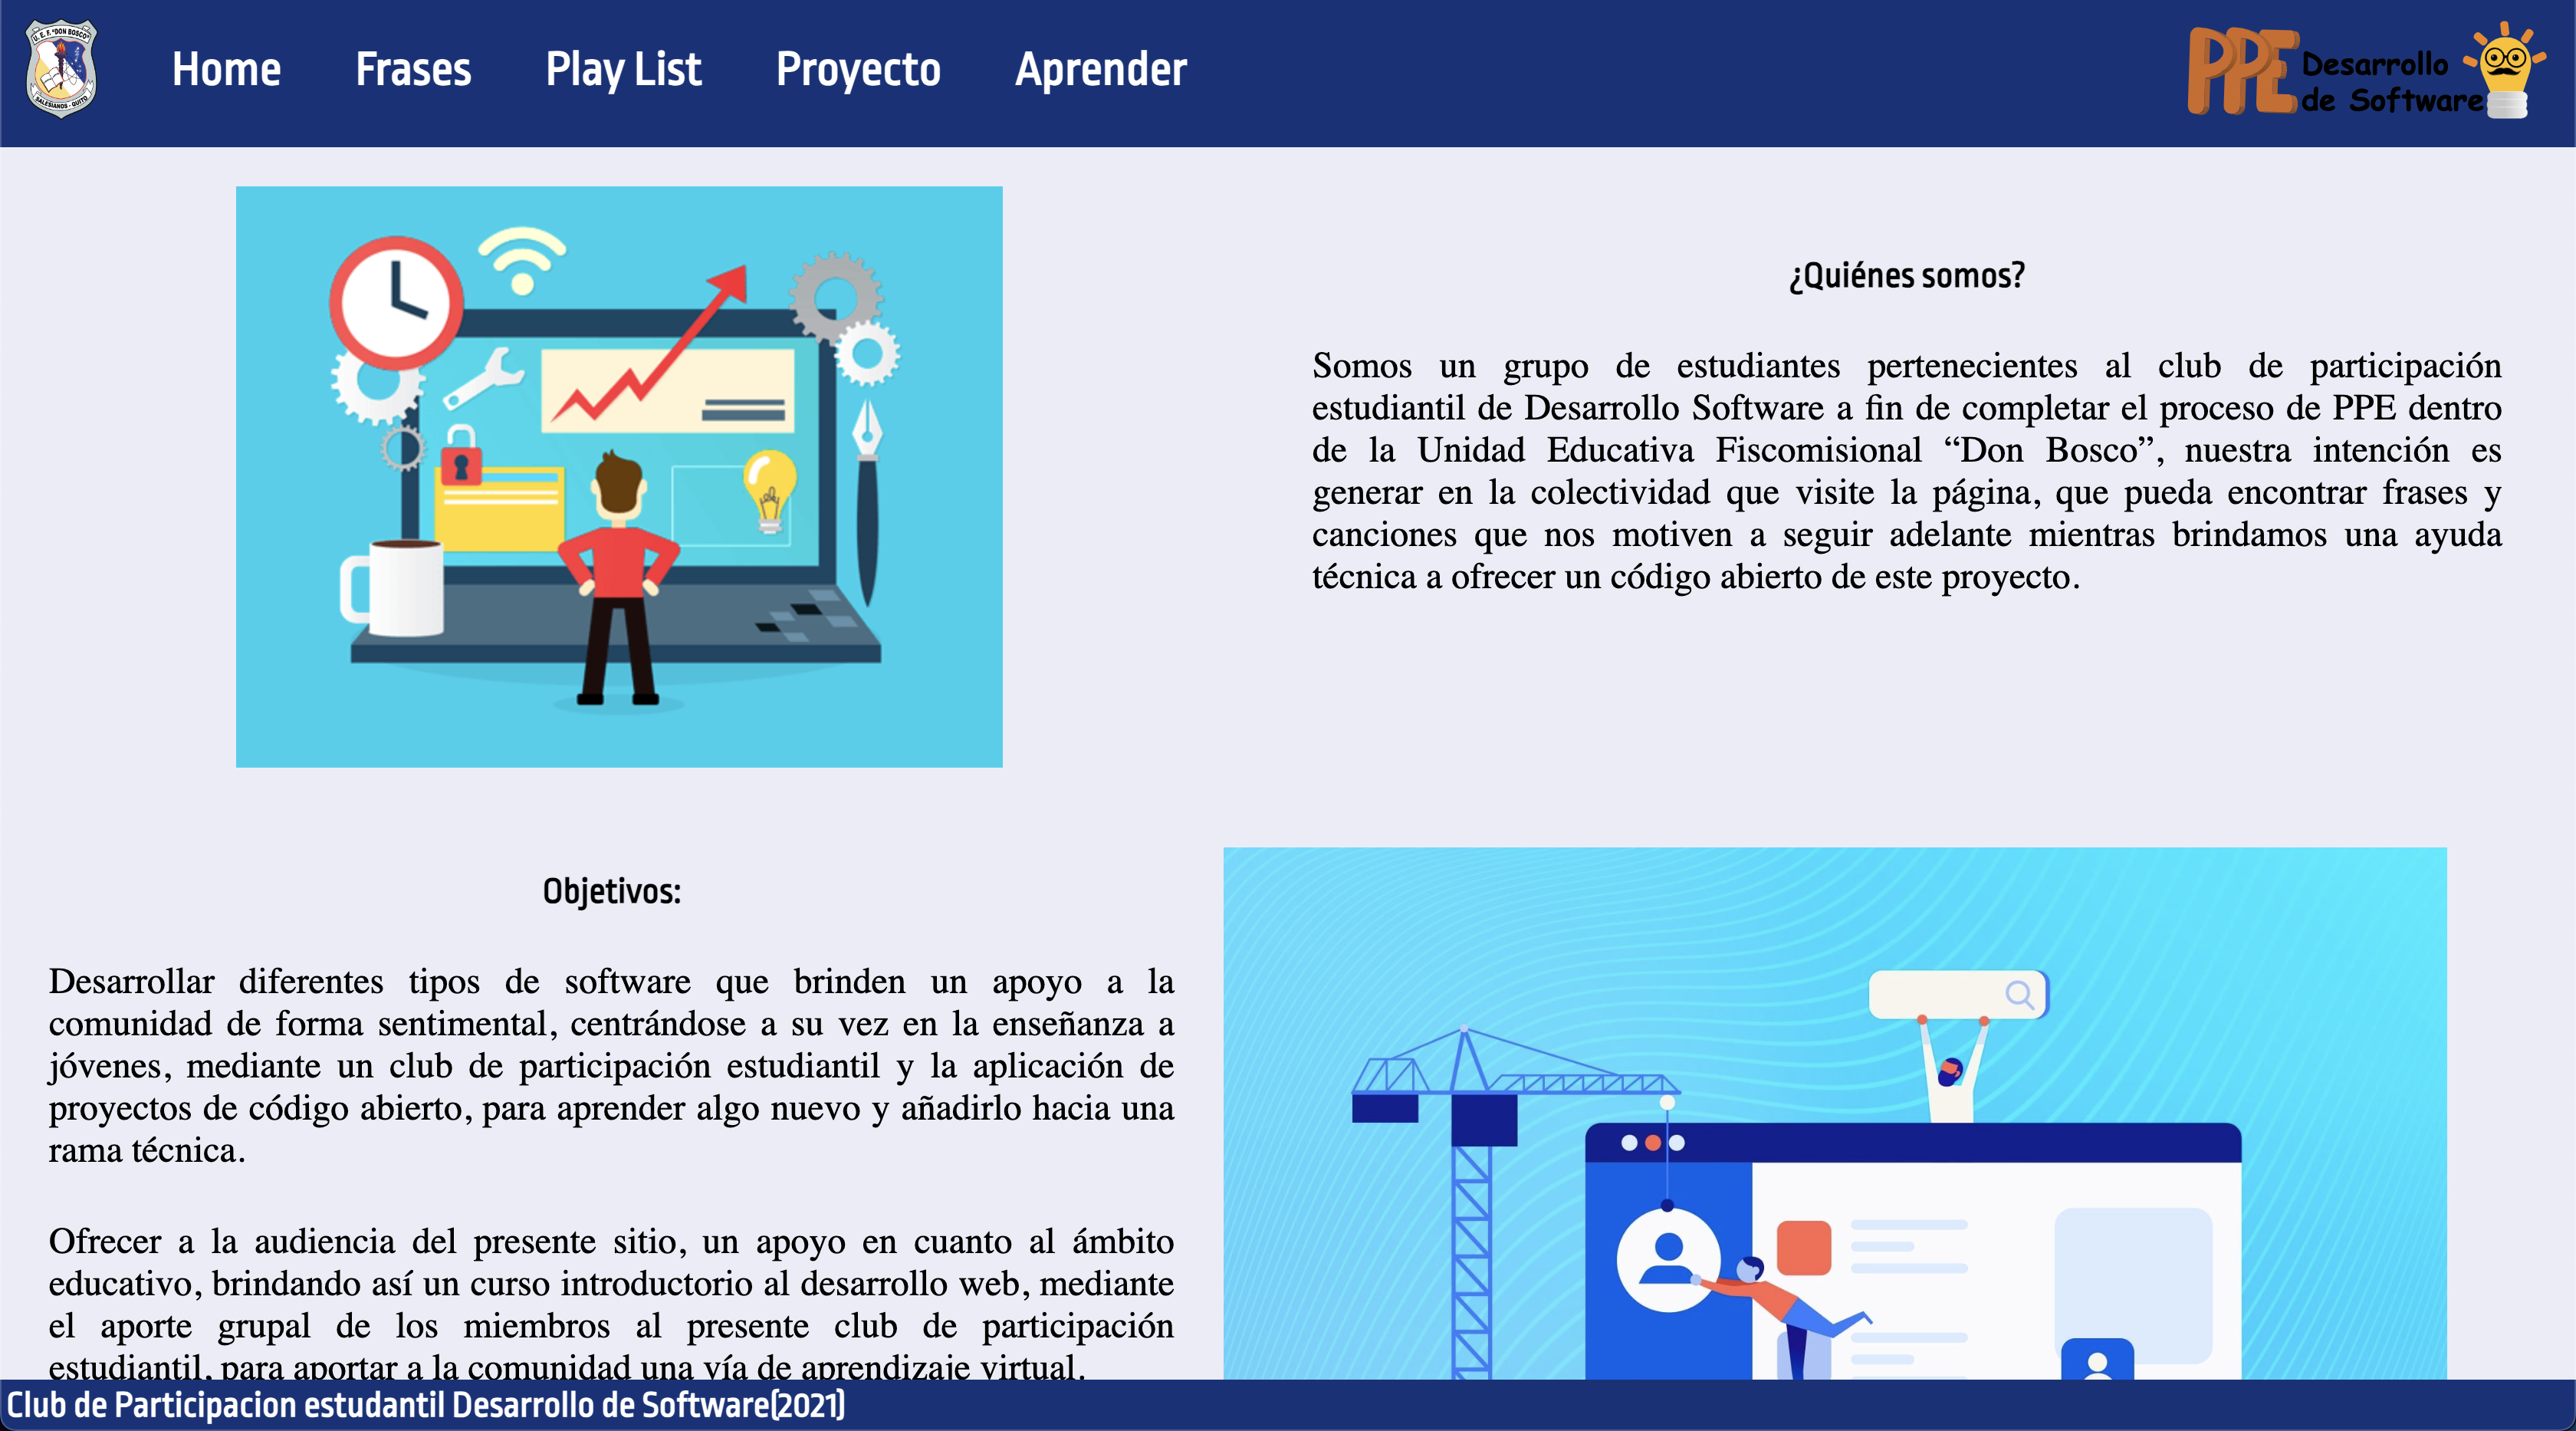 U. E. F. "DON BOSCO"
SALESIANOS - QUITO
Home
Frases
Play List
Proyecto
Aprender
PPE
Desarrollo
de Software
¿Quiénes somos?
Somos un grupo de estudiantes pertenecientes al club de participación
estudiantil de Desarrollo Software a fin de completar el proceso de PPE dentro
de la Unidad Educativa Fiscomisional “Don Bosco”, nuestra intención es
generar en la colectividad que visite la página, que pueda encontrar frases y
canciones que nos motiven a seguir adelante mientras brindamos una ayuda
técnica a ofrecer un código abierto de este proyecto.
Objetivos:
Desarrollar diferentes tipos de software que brinden un apoyo a la
comunidad de forma sentimental, centrándose a su vez en la enseñanza a
jóvenes, mediante un club de participación estudiantil y la aplicación de
proyectos de código abierto, para aprender algo nuevo y añadirlo hacia una
rama técnica.
Ofrecer a la audiencia del presente sitio, un apoyo en cuanto al ámbito
educativo, brindando así un curso introductorio al desarrollo web, mediante
el aporte grupal de los miembros al presente club de participación
estudiantil, para aportar a la comunidad una vía de aprendizaje virtual.
Club de Participacion estudantil Desarrollo de Software(2021)